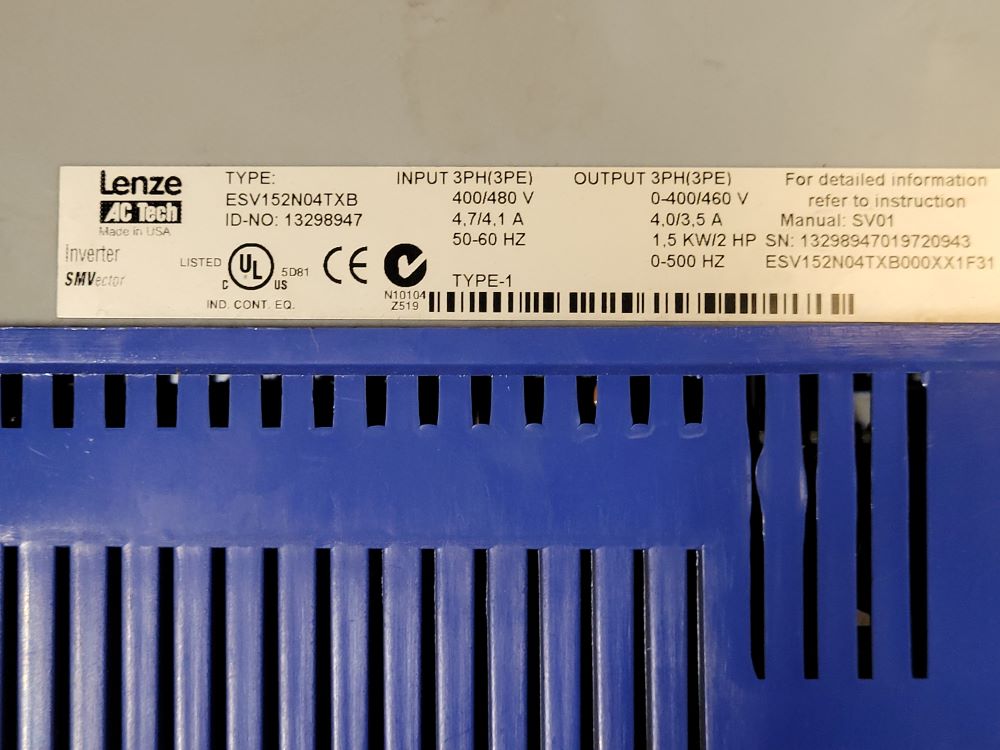 Lenze
AC Tech
Made in USA
Inverter
SMVector
TYPE:
ESV152N04TXB
ID-NO: 13298947
LISTED
C UL US
5D81
IND. CONT. EQ.
CE
N10104
Z519
INPUT 3PH(3PE)
400/480 V
4,7/4,1 A
50-60 HZ
TYPE-1
OUTPUT 3PH(3PE)
0-400/460 V
4,0/3,5 A
1,5 KW/2 HP
0-500 HZ
For detailed information
refer to instruction
Manual: SV01
SN: 13298947019720943
ESV152N04TXB000XX1F31